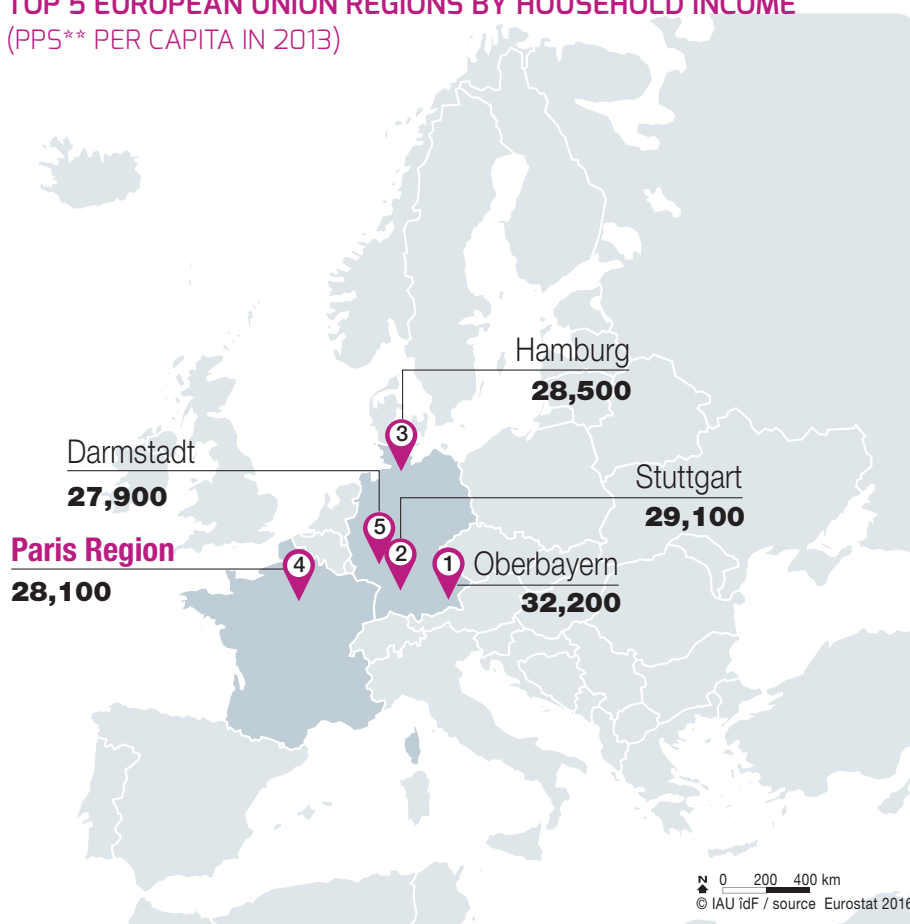 TOP 5 EUROPEAN UNION REGIONS BY HOUSEHOLD INCOME
(PPS** PER CAPITA IN 2013)
Hamburg
28,500
3
Darmstadt
27,900
Stuttgart
29,100
5
2
Paris Region
28,100
4
1
Oberbayern
32,200
N 0 200 400 km
© IAU îdF / source Eurostat 2016